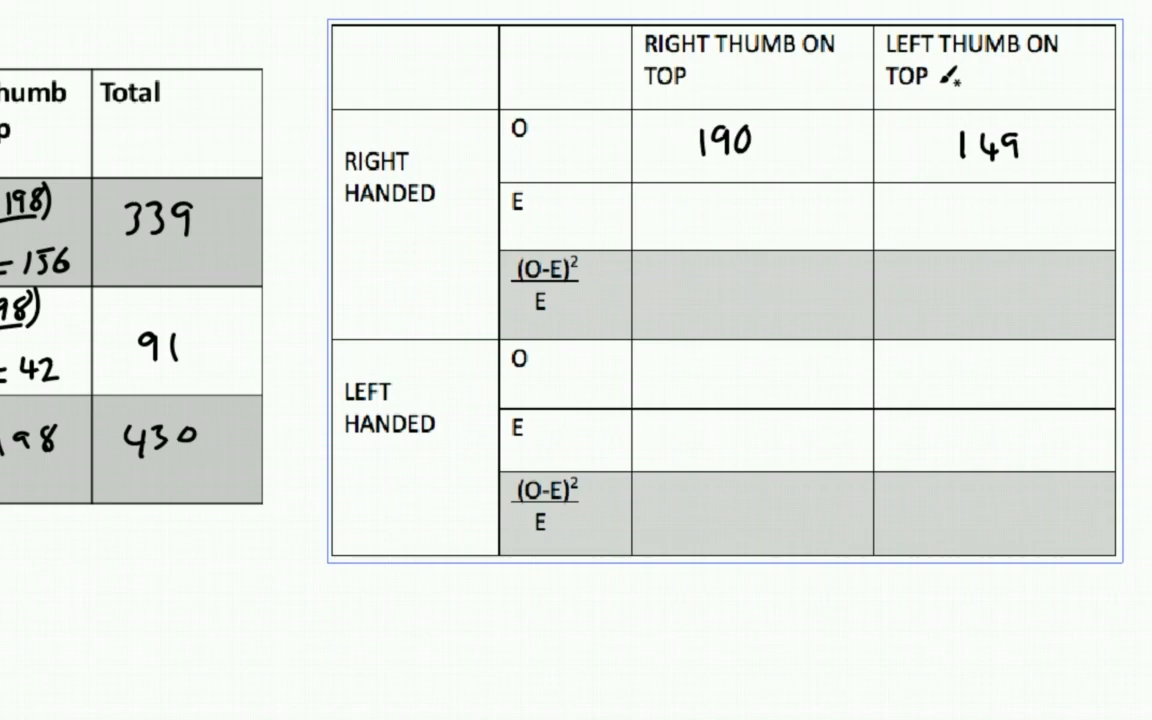 humb
p
Total
198)
= 156
339
98)
= 42
91
198
430
RIGHT THUMB ON
TOP
LEFT THUMB ON
TOP
RIGHT
HANDED
O
190
149
E
(O-E)²
E
LEFT
HANDED
O
E
(O-E)²
E